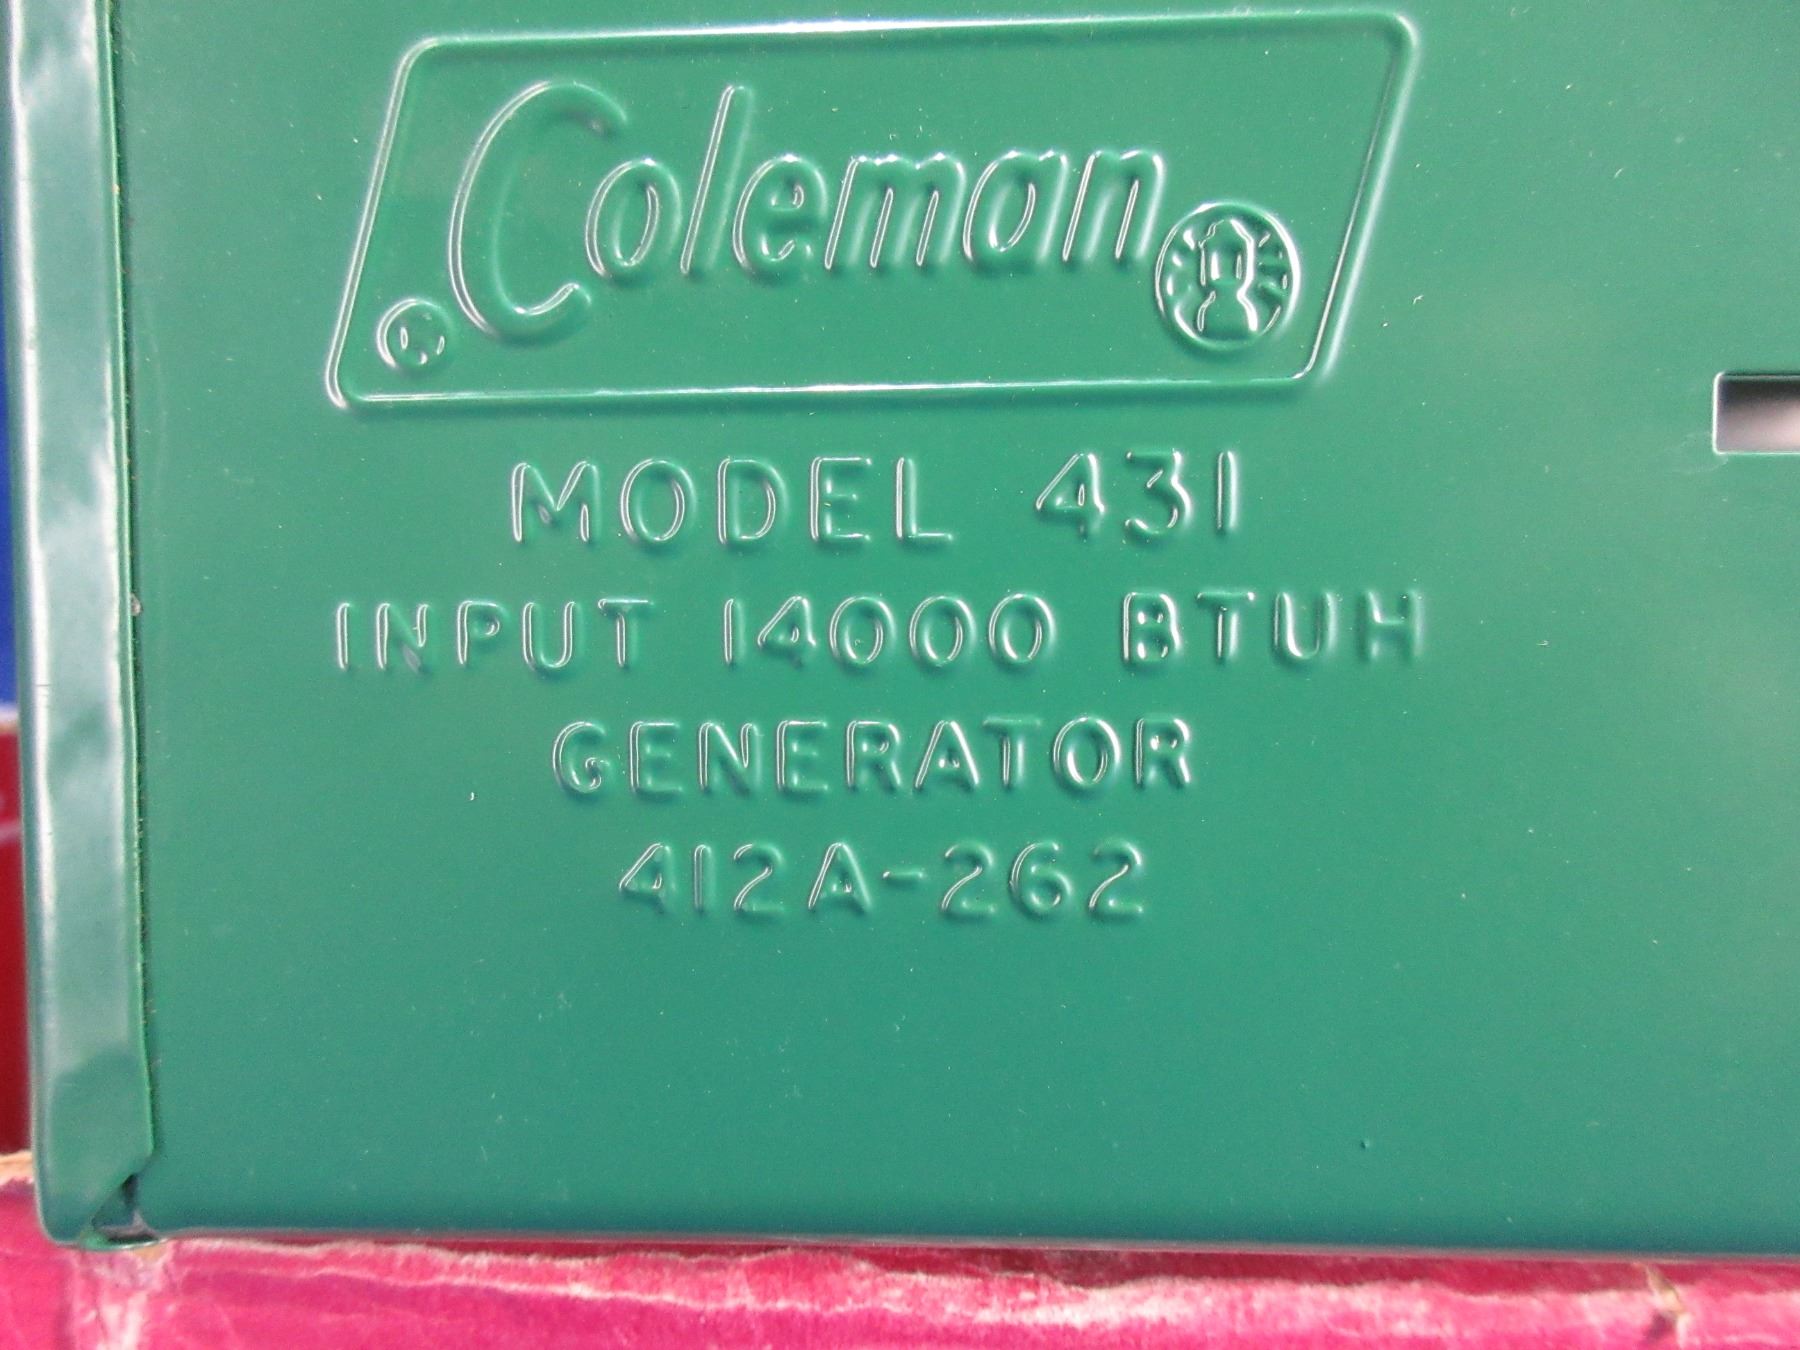 Coleman
MODEL 431
INPUT 14000 BTUH
GENERATOR
412A-262